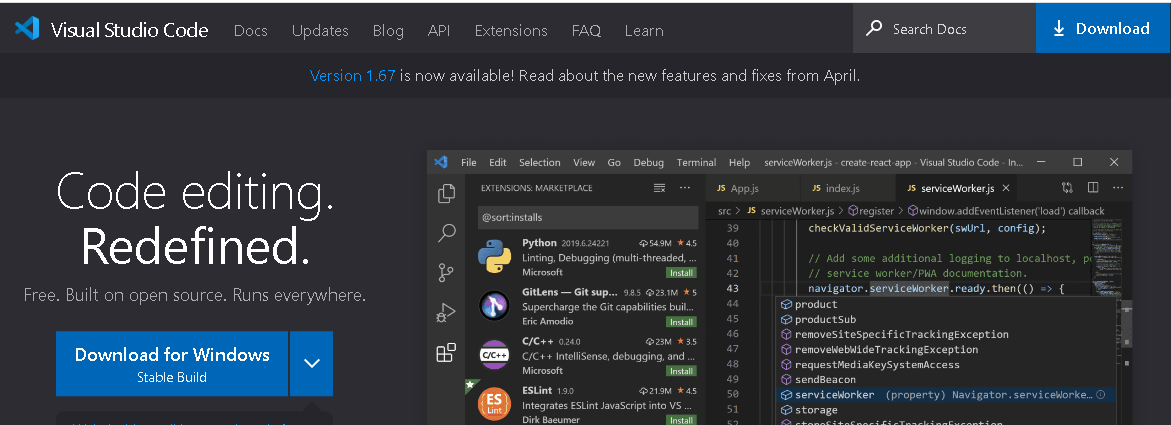 Visual Studio Code Docs Updates Blog API Extensions FAQ Learn Search Docs Download
Version 1.67 is now available! Read about the new features and fixes from April.
Code editing.
Redefined.
Free. Built on open source. Runs everywhere.
Download for Windows
Stable Build
File Edit Selection View Go Debug Terminal Help serviceWorker.js - create-react-app - Visual Studio Code - In...
EXTENSIONS: MARKETPLACE
@sort:installs
Python 2019.6.24221 54.9M 4.5
Linting, Debugging (multi-threaded, ...
Microsoft Install
GitLens — Git sup... 9.8.5 23.1M 5
Supercharge the Git capabilities buil...
Eric Amodio Install
C/C++ 0.24.0 23M 3.5
C/C++ IntelliSense, debugging, and ...
Microsoft Install
ESLint 1.9.0 21.9M 4.5
Integrates ESLint JavaScript into VS ...
Dirk Baeumer Install
C/C++
ES
Lint
JS App.js JS index.js JS serviceWorker.js
src > JS serviceWorker.js > register > window.addEventListener('load') callback
39 checkValidServiceWorker(swUrl, config);
40
41 // Add some additional logging to localhost,
42 // service worker/PWA documentation.
43 navigator.serviceWorker.ready.then(() => {
44 product
45 productSub
46 removeSiteSpecificTrackingException
47 removeWebWideTrackingException
48 requestMediaKeySystemAccess
49 sendBeacon
50 serviceWorker (property) Navigator.serviceWorke...
51 storage
52 storeSiteSpecificTrackingException